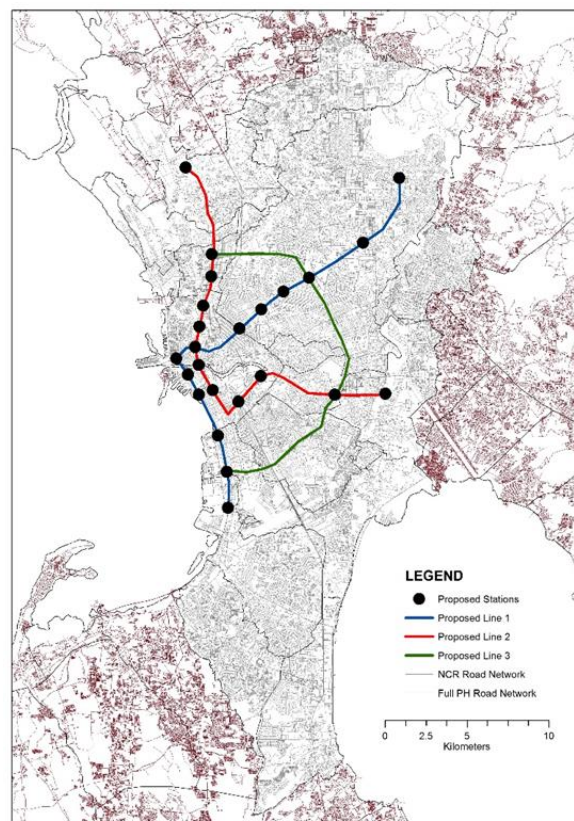 LEGEND
Proposed Stations
Proposed Line 1
Proposed Line 2
Proposed Line 3
NCR Road Network
Full PH Road Network
0 2.5 5 10
Kilometers